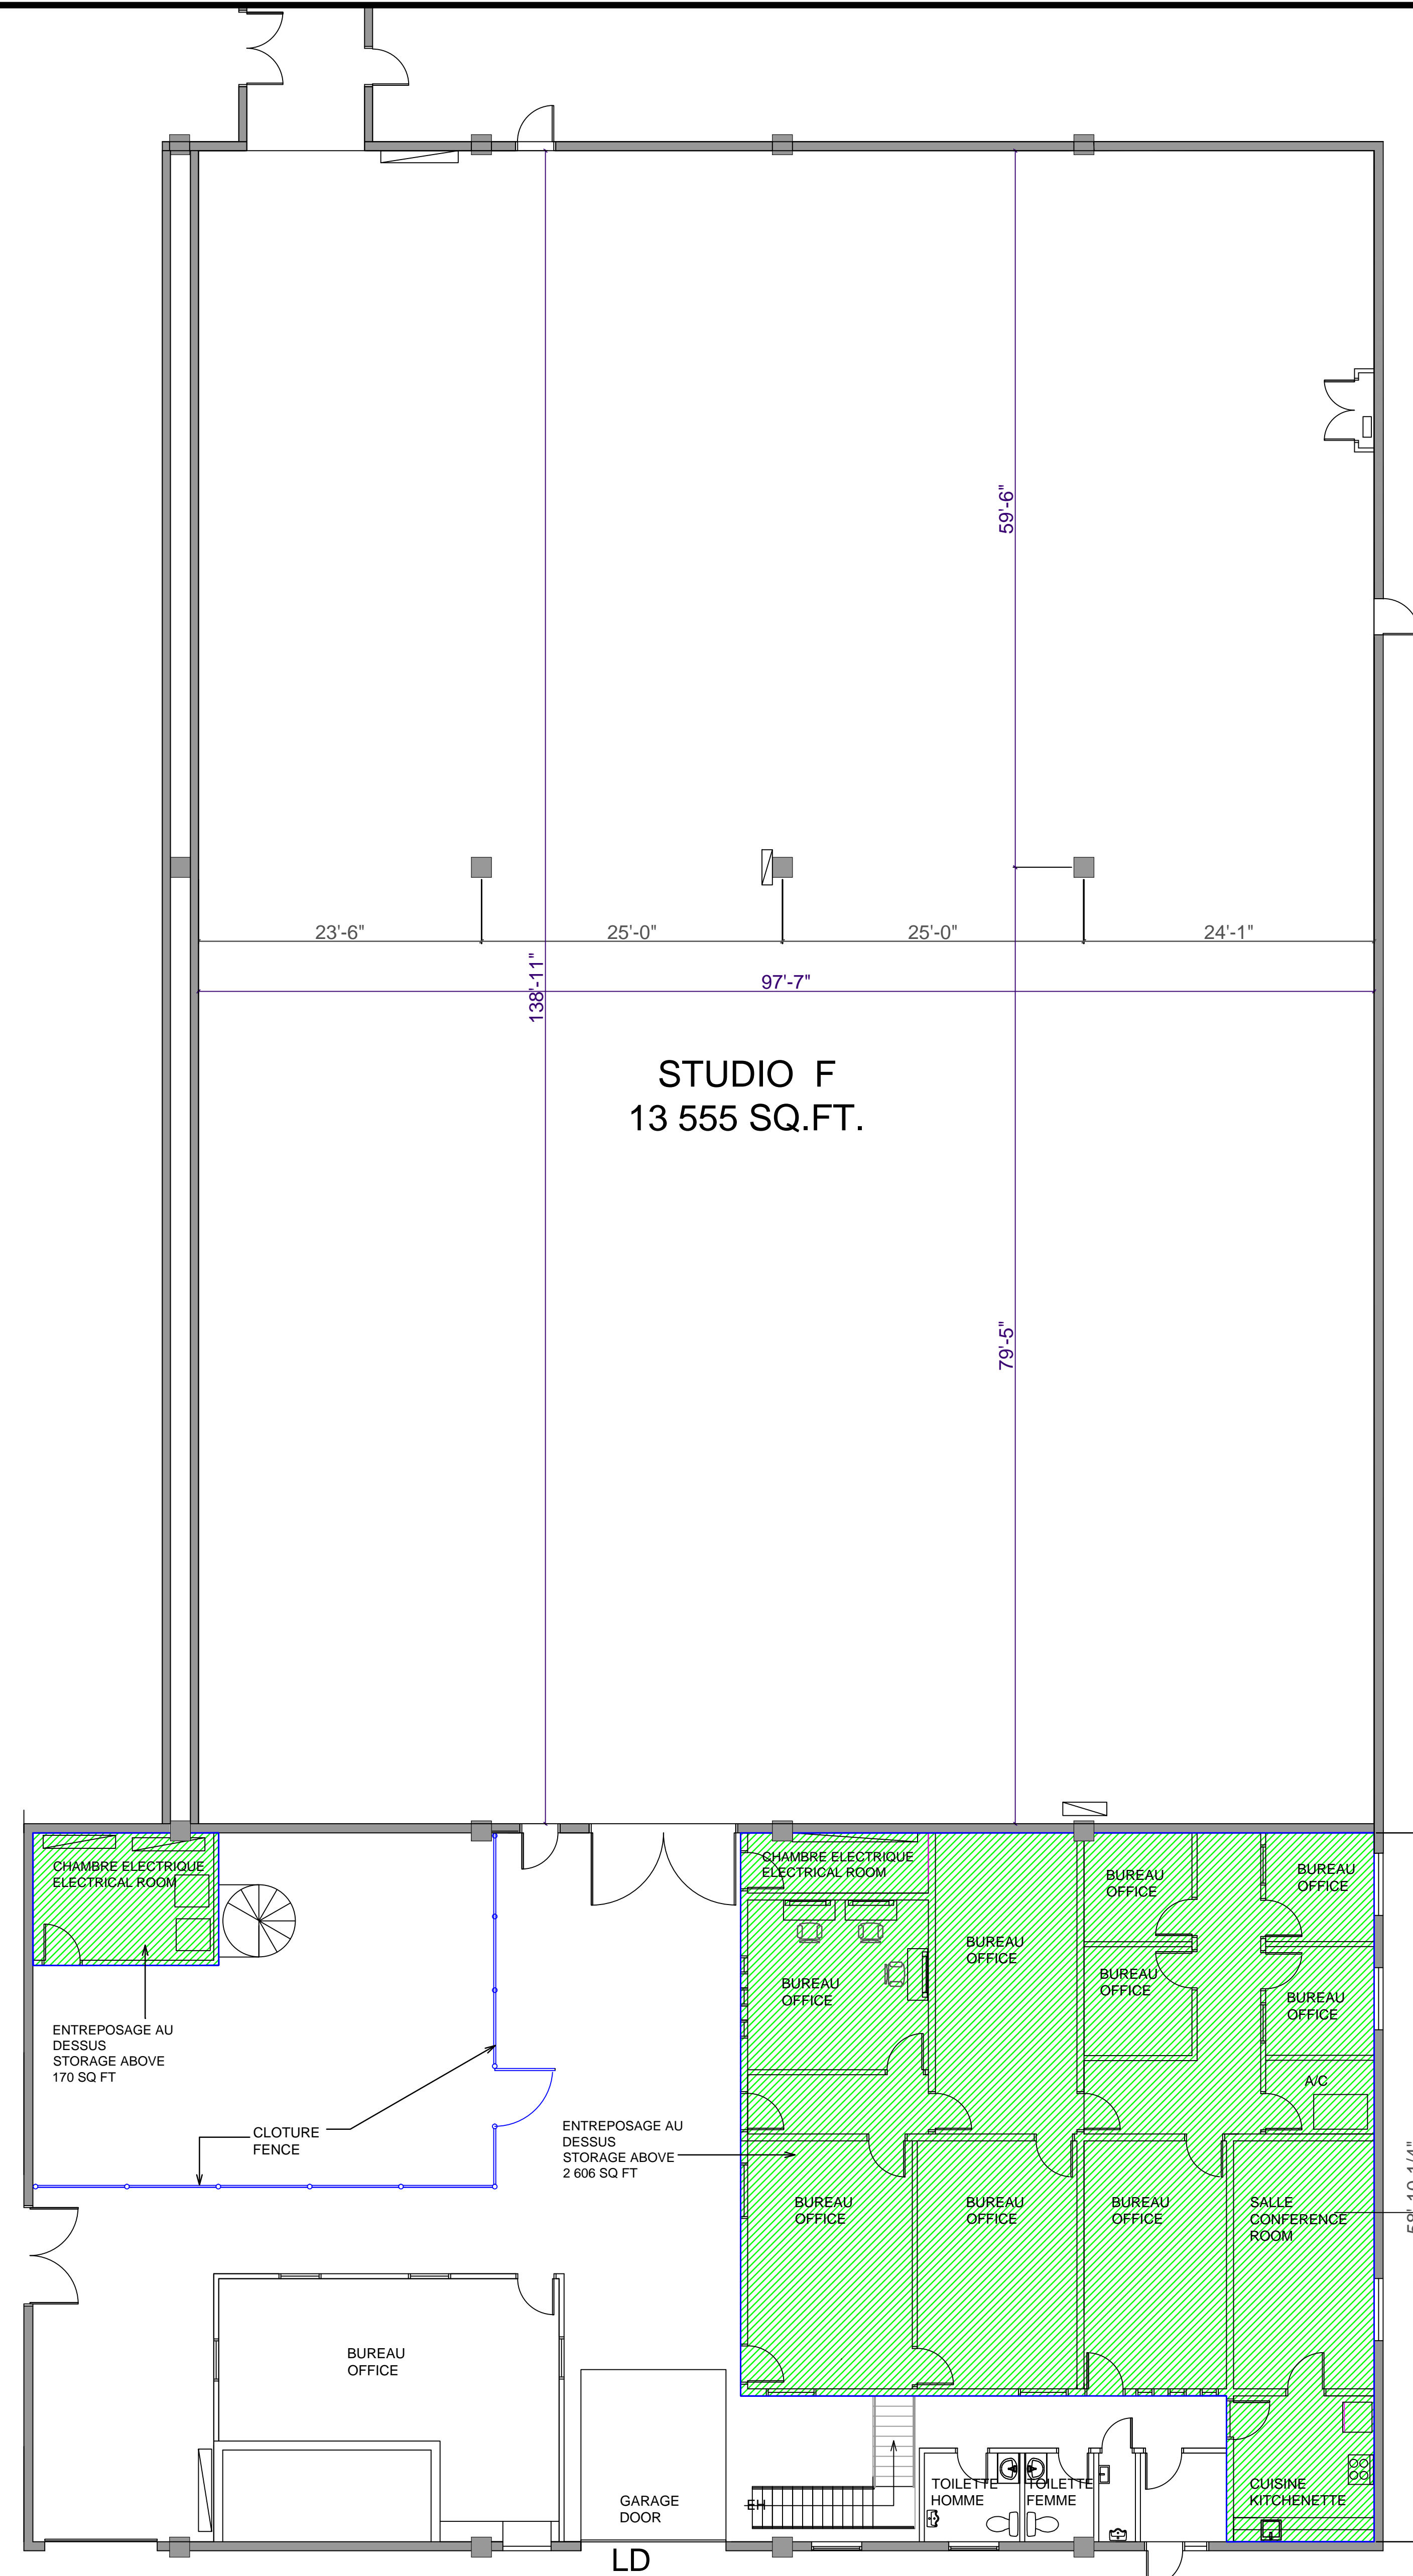 59'-6"
23'-6"
25'-0"
25'-0"
24'-1"
138'-11"
97'-7"
STUDIO F
13 555 SQ.FT.
79'-5"
CHAMBRE ELECTRIQUE
ELECTRICAL ROOM
CHAMBRE ELECTRIQUE
ELECTRICAL ROOM
BUREAU
OFFICE
BUREAU
OFFICE
BUREAU
OFFICE
BUREAU
OFFICE
BUREAU
OFFICE
BUREAU
OFFICE
ENTREPOSAGE AU
DESSUS
STORAGE ABOVE
170 SQ FT
A/C
CLOTURE
FENCE
ENTREPOSAGE AU
DESSUS
STORAGE ABOVE
2 606 SQ FT
58'-10 1/4"
BUREAU
OFFICE
BUREAU
OFFICE
BUREAU
OFFICE
SALLE
CONFERENCE
ROOM
BUREAU
OFFICE
GARAGE
DOOR
EH
TOILETTE
HOMME
TOILETTE
FEMME
CUISINE
KITCHENETTE
LD